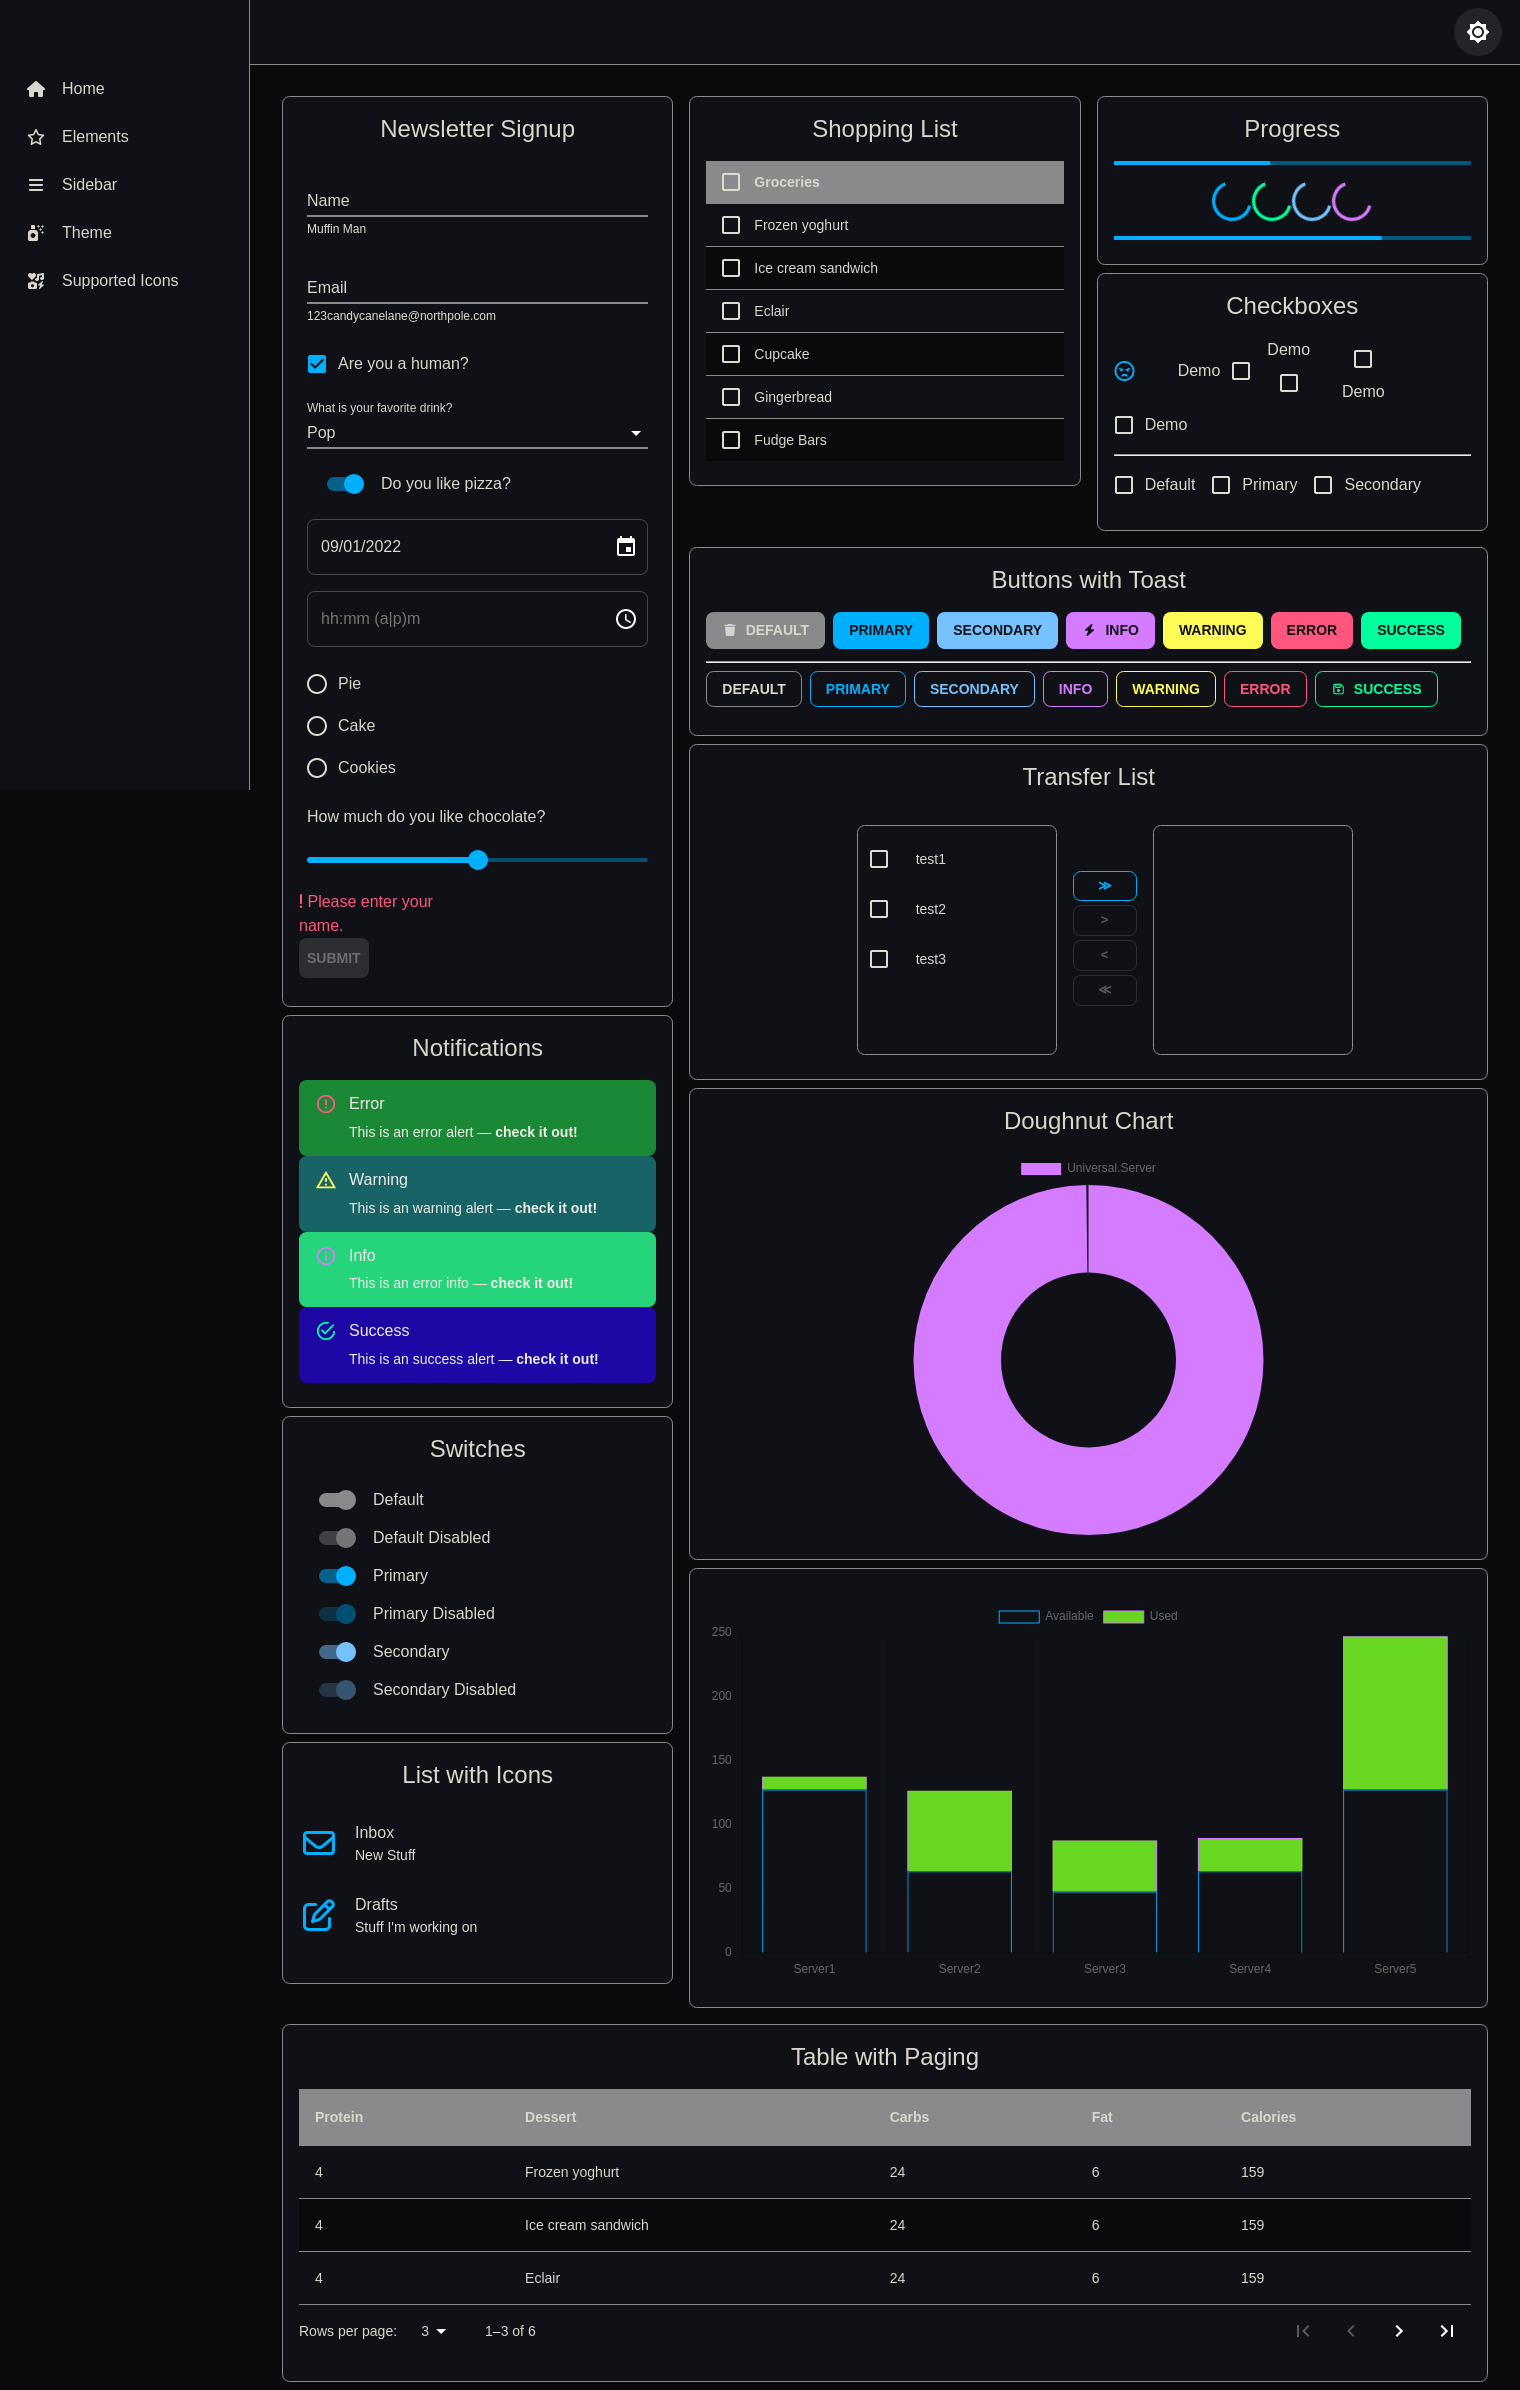 Home
Elements
Sidebar
Theme
Supported Icons
Newsletter Signup
Name
Muffin Man
Email
123candycanelane@northpole.com
Are you a human?
What is your favorite drink?
Pop
Do you like pizza?
09/01/2022
hh:mm (a|p)m
Pie
Cake
Cookies
How much do you like chocolate?
! Please enter your
name.
SUBMIT
Notifications
Error
This is an error alert — check it out!
Warning
This is an warning alert — check it out!
Info
This is an error info — check it out!
Success
This is an success alert — check it out!
Switches
Default
Default Disabled
Primary
Primary Disabled
Secondary
Secondary Disabled
List with Icons
Inbox
New Stuff
Drafts
Stuff I'm working on
Shopping List
Groceries
Frozen yoghurt
Ice cream sandwich
Eclair
Cupcake
Gingerbread
Fudge Bars
Progress
Checkboxes
Demo
Demo
Demo
Demo
Default Primary Secondary
Buttons with Toast
DEFAULT PRIMARY SECONDARY INFO WARNING ERROR SUCCESS
DEFAULT PRIMARY SECONDARY INFO WARNING ERROR SUCCESS
Transfer List
test1
test2
test3
≫
>
<
≪
Doughnut Chart
Universal.Server
Available Used
250
200
150
100
50
0
Server1 Server2 Server3 Server4 Server5
Table with Paging
Protein Dessert Carbs Fat Calories
4 Frozen yoghurt 24 6 159
4 Ice cream sandwich 24 6 159
4 Eclair 24 6 159
Rows per page: 3 1–3 of 6